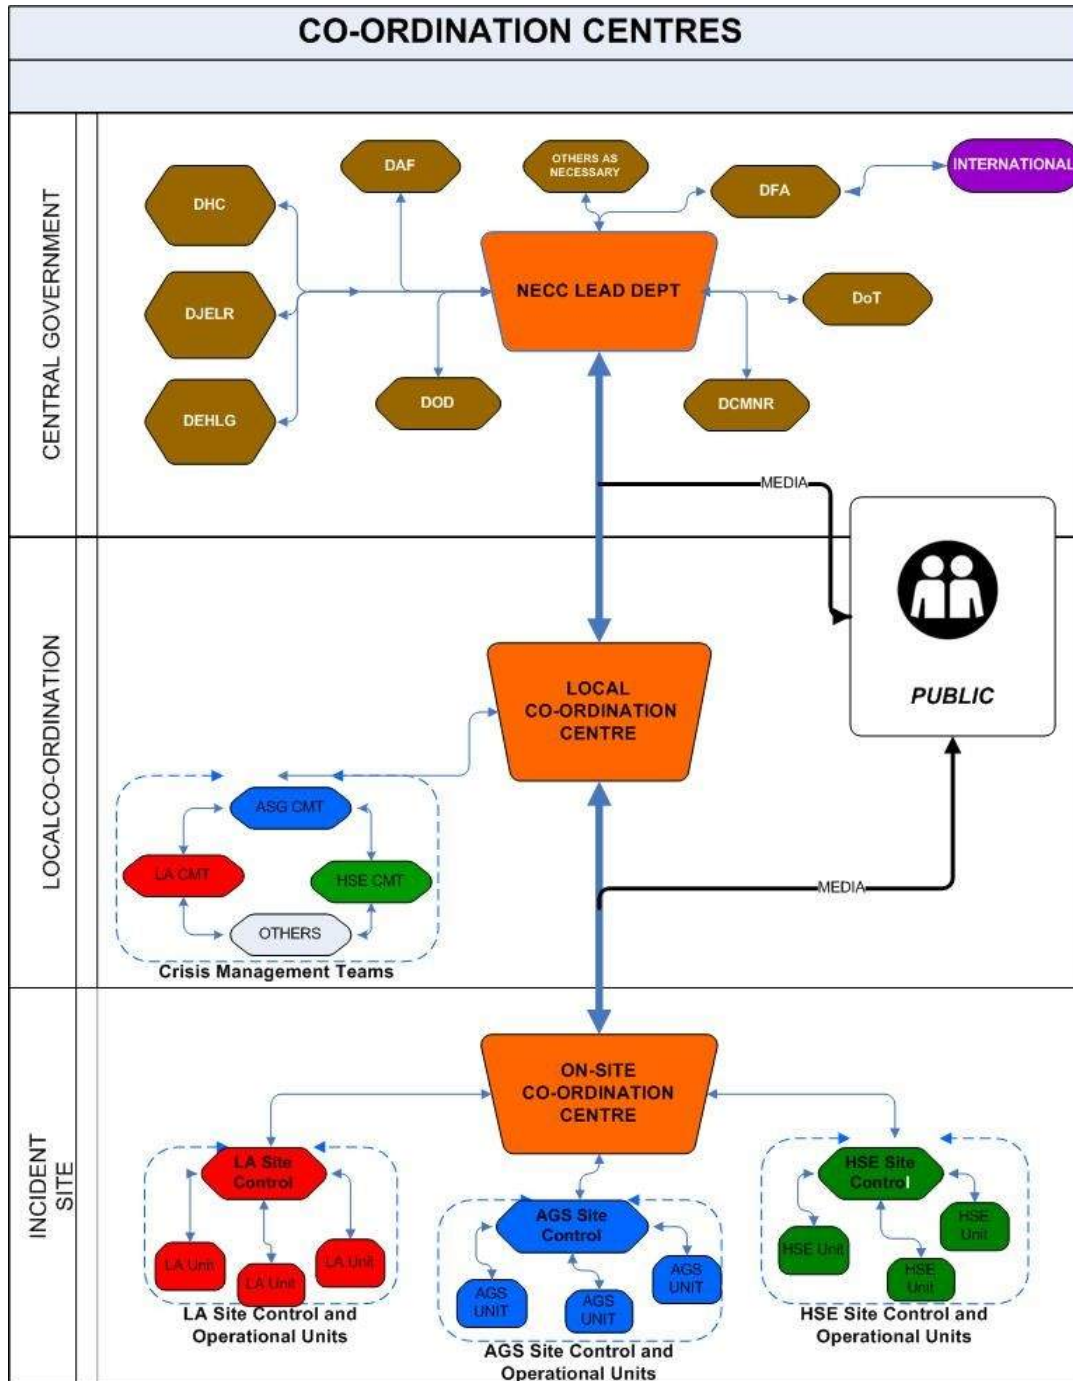 CO-ORDINATION CENTRES
CENTRAL GOVERNMENT
DHC
DAF
OTHERS AS
NECESSARY
DFA
INTERNATIONAL
DJELR
NECC LEAD DEPT
DoT
DEHLG
DOD
DCMNR
MEDIA
PUBLIC
LOCALCO-ORDINATION
LOCAL
CO-ORDINATION
CENTRE
ASG CMT
LA CMT
HSE CMT
OTHERS
Crisis Management Teams
MEDIA
INCIDENT
SITE
ON-SITE
CO-ORDINATION
CENTRE
LA Site
Control
LA Unit
LA Unit
LA Unit
LA Site Control and
Operational Units
AGS Site
Control
AGS
UNIT
AGS
UNIT
AGS
UNIT
AGS Site Control and
Operational Units
HSE Site
Control
HSE Unit
HSE
Unit
HSE
Unit
HSE Site Control and
Operational Units